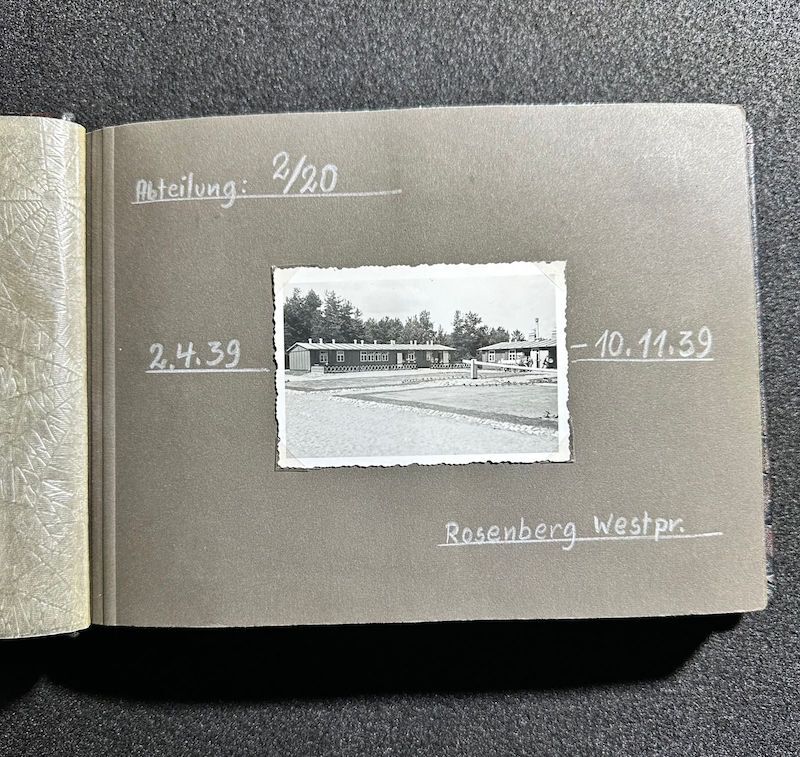 Abteilung: 2/20
2.4.39 - 10.11.39
Rosenberg Westpr.